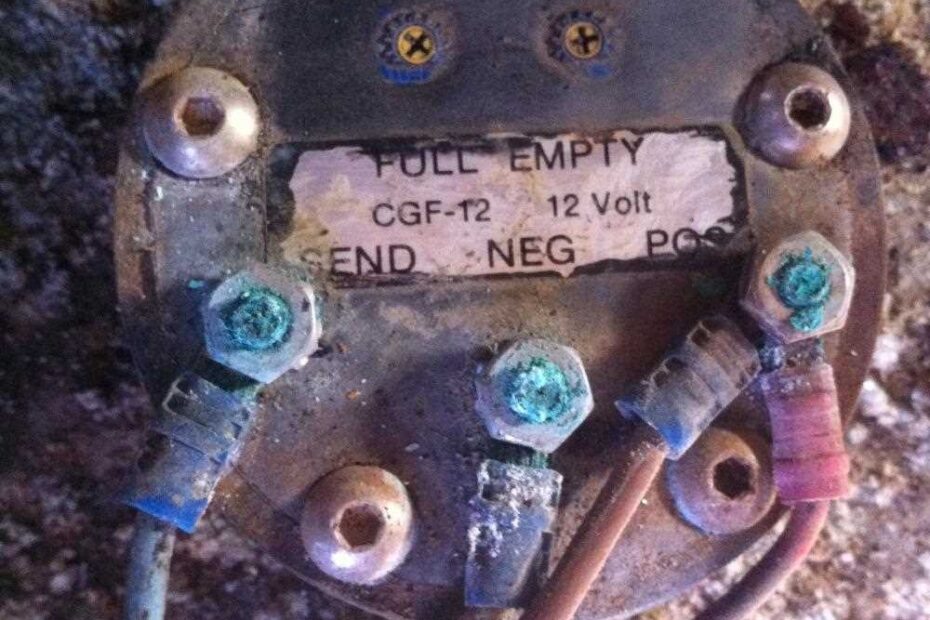 FULL EMPTY
CGF-12 12 Volt
SEND NEG POS